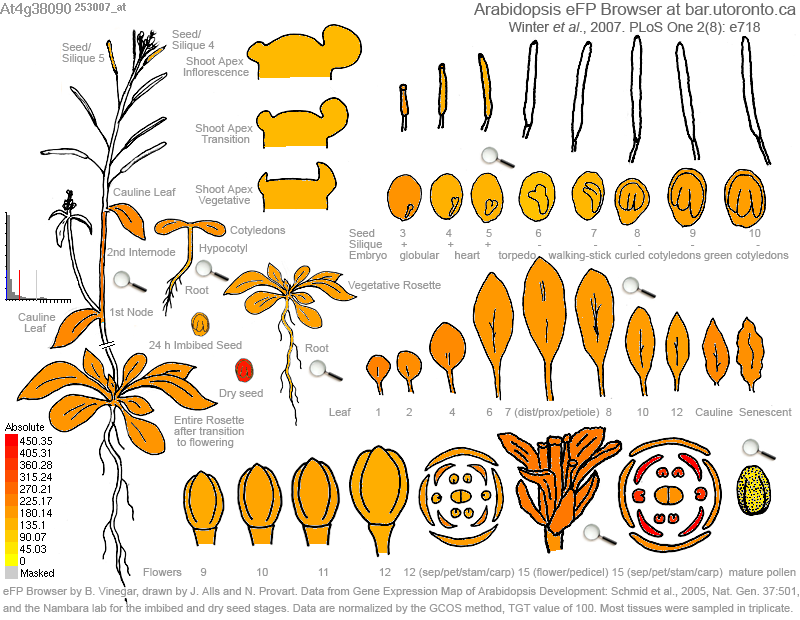 At4g38090 253007_at
Arabidopsis eFP Browser at bar.utoronto.ca
Winter et al., 2007. PLoS One 2(8): e718
Seed/
Silique 5
Seed/
Silique 4
Shoot Apex
Inflorescence
Shoot Apex
Transition
Shoot Apex
Vegetative
Cauline Leaf
Cotyledons
2nd Internode
Hypocotyl
Root
1st Node
Cauline
Leaf
24 h Imbibed Seed
Dry seed
Vegetative Rosette
Root
Entire Rosette
after transition
to flowering
Seed 3 4 5 6 7 8 9 10
Silique + + + - - - - -
Embryo globular heart torpedo walking-stick curled cotyledons green cotyledons
Leaf 1 2 4 6 7 (dist/prox/petiole) 8 10 12 Cauline Senescent
Absolute
450.35
405.31
360.28
315.24
270.21
225.17
180.14
135.1
90.07
45.03
0
Masked
Flowers 9 10 11 12 12 (sep/pet/stam/carp) 15 (flower/pedicel) 15 (sep/pet/stam/carp) mature pollen
eFP Browser by B. Vinegar, drawn by J. Alls and N. Provart. Data from Gene Expression Map of Arabidopsis Development: Schmid et al., 2005, Nat. Gen. 37:501,
and the Nambara lab for the imbibed and dry seed stages. Data are normalized by the GCOS method, TGT value of 100. Most tissues were sampled in triplicate.